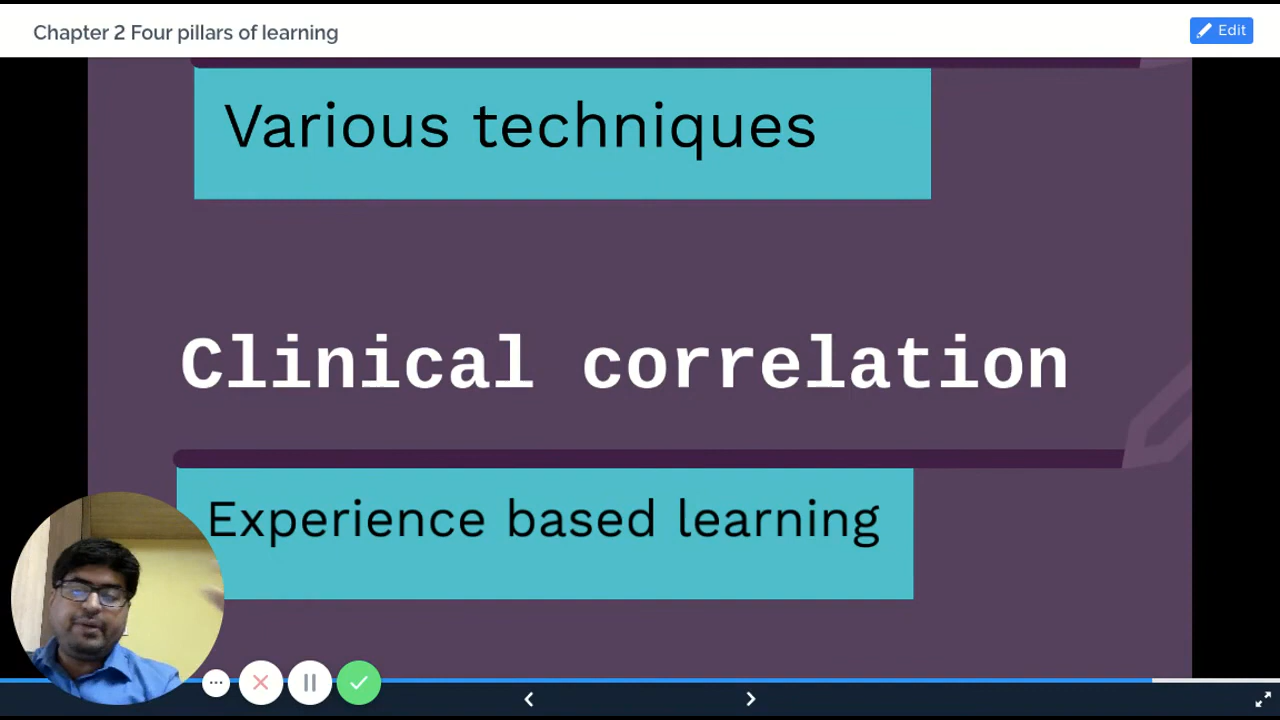 Chapter 2 Four pillars of learning
Edit
Various techniques
Clinical correlation
Experience based learning